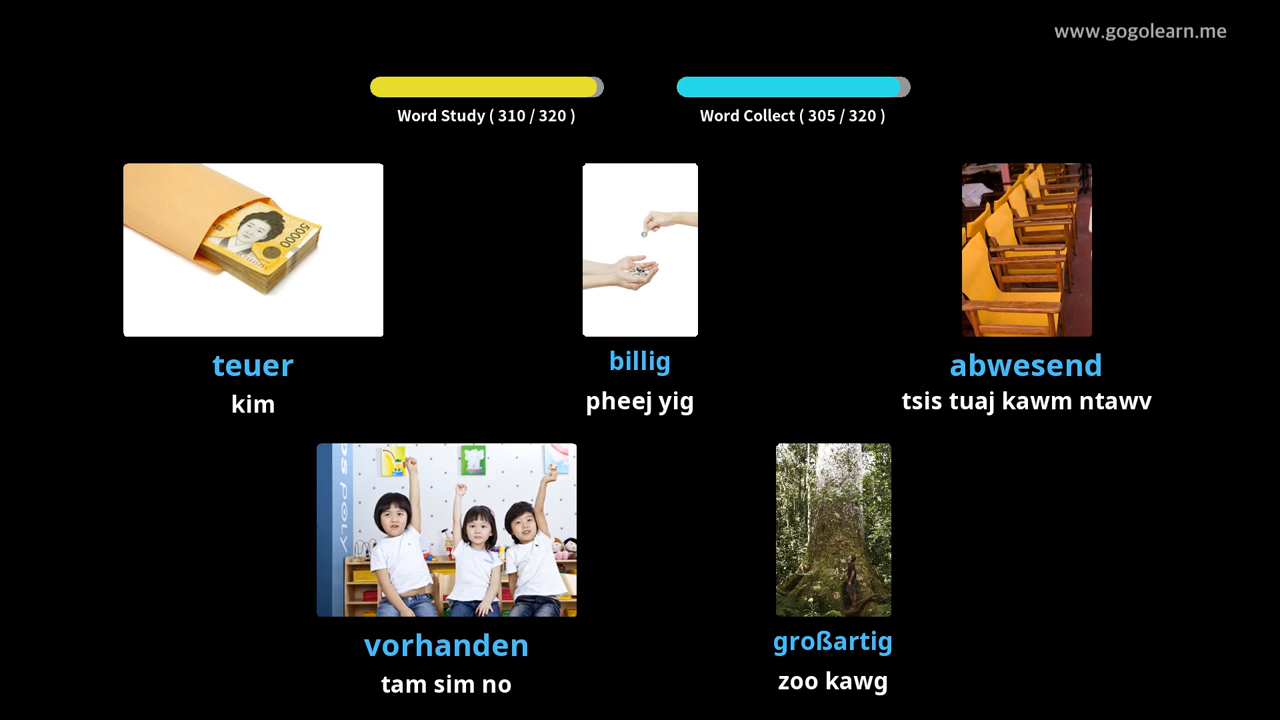 www.gogolearn.me
Word Study ( 310 / 320 )
Word Collect ( 305 / 320 )
50000
teuer
kim
billig
pheej yig
abwesend
tsis tuaj kawm ntawv
vorhanden
tam sim no
großartig
zoo kawg